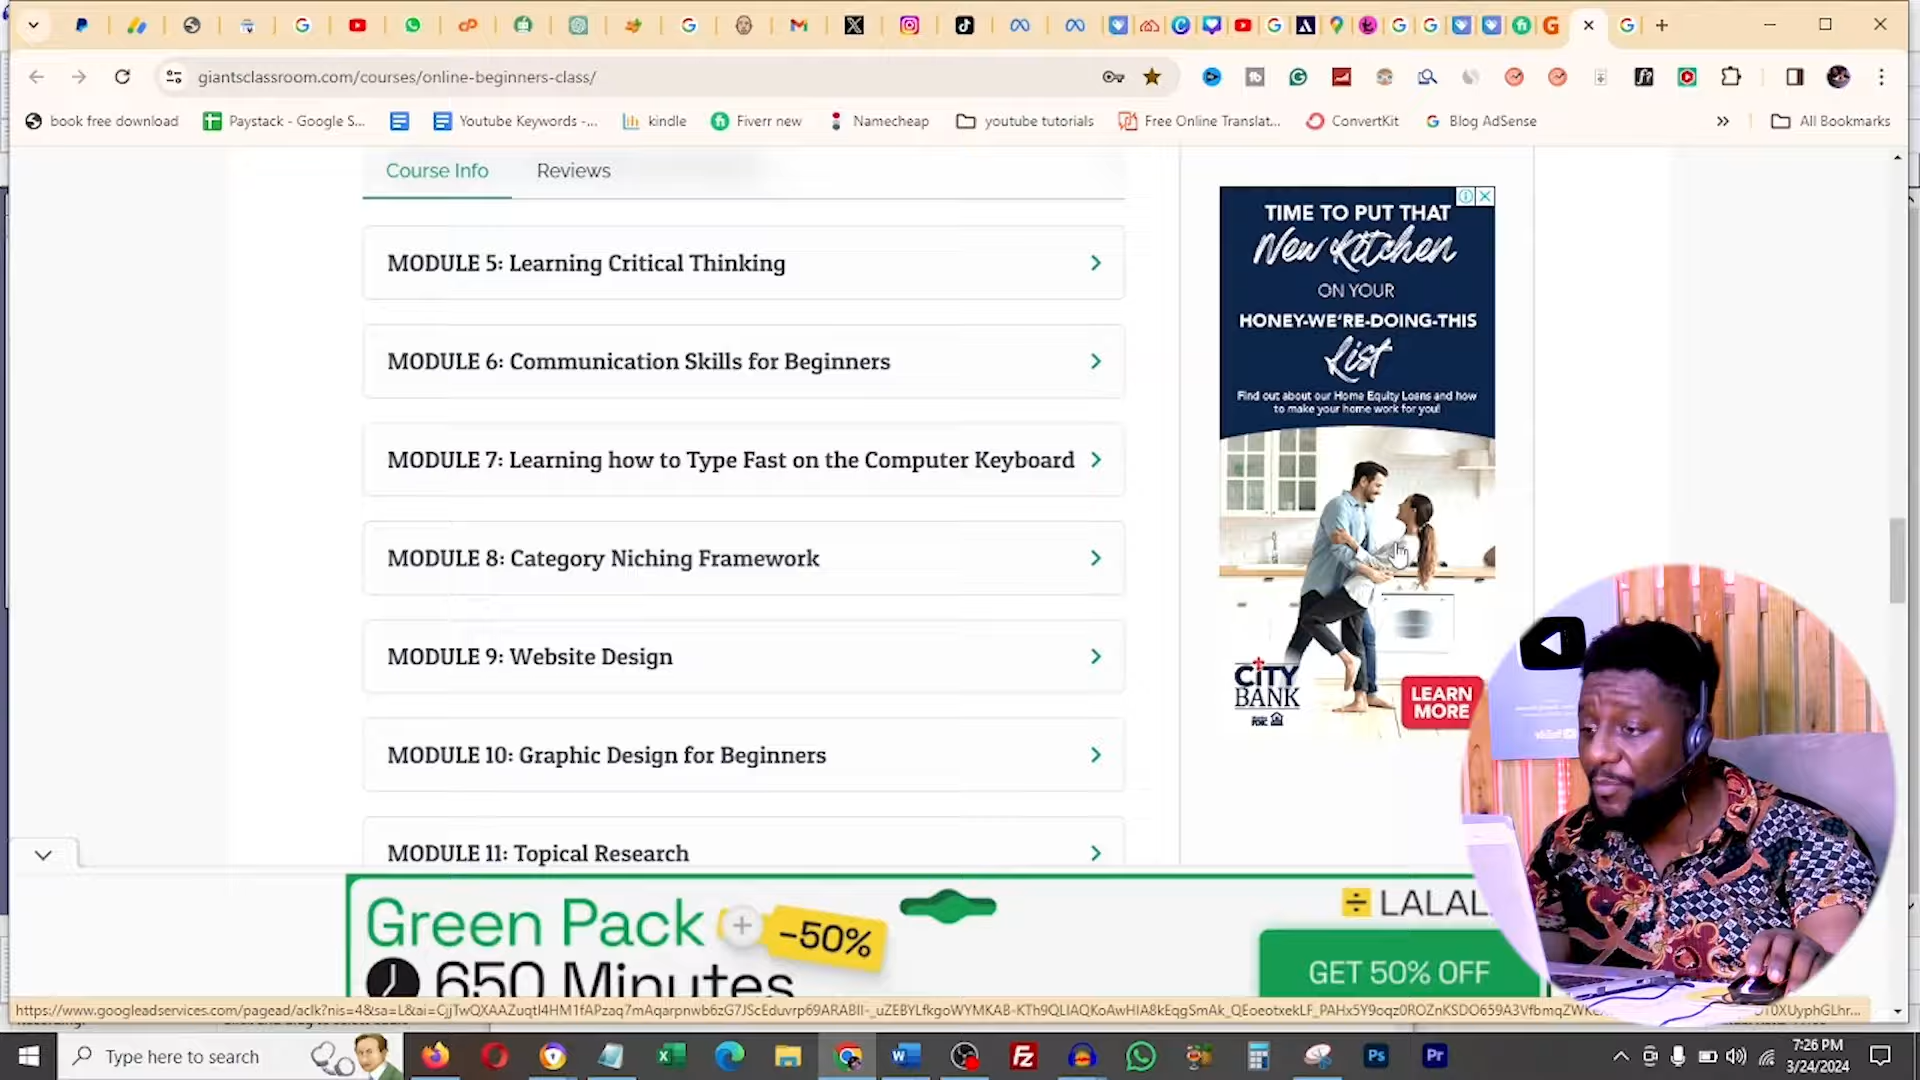 giantsclassroom.com/courses/online-beginners-class/
book free download
Paystack - Google S...
Youtube Keywords -...
kindle
Fiverr new
Namecheap
youtube tutorials
Free Online Translat...
ConvertKit
Blog AdSense
»
All Bookmarks
Course Info
Reviews
MODULE 5: Learning Critical Thinking
MODULE 6: Communication Skills for Beginners
MODULE 7: Learning how to Type Fast on the Computer Keyboard
MODULE 8: Category Niching Framework
MODULE 9: Website Design
MODULE 10: Graphic Design for Beginners
MODULE 11: Topical Research
TIME TO PUT THAT
New Kitchen
ON YOUR
HONEY-WE'RE-DOING-THIS
List
Find out about our Home Equity Loans and how
to make your home work for you!
CITY
BANK
LEARN
MORE
Green Pack
-50%
650 Minutes
LALAL
GET 50% OFF
Type here to search
7:26 PM
3/24/2024